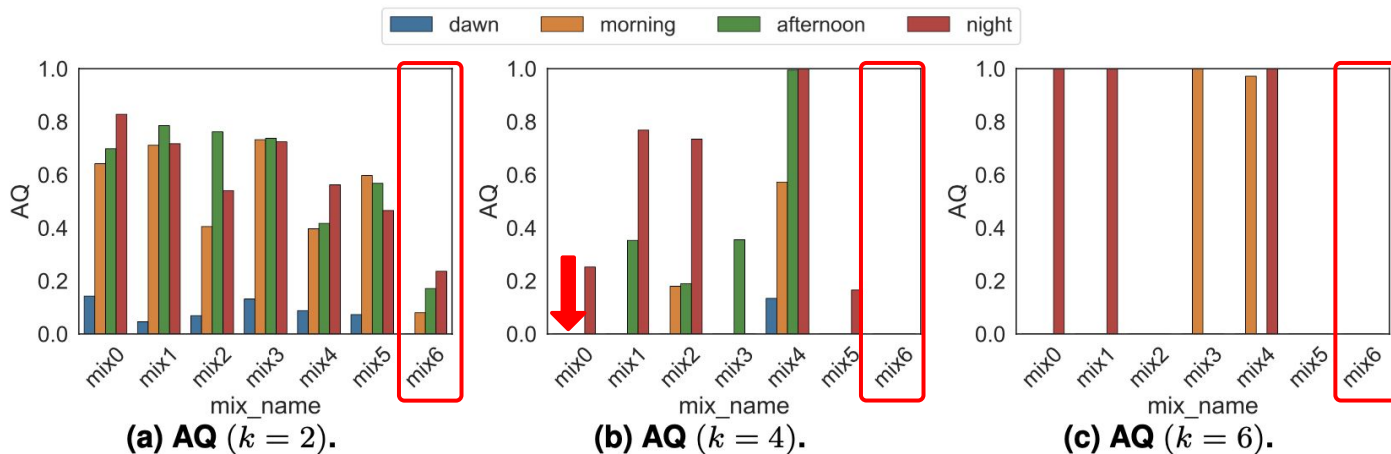 dawn morning afternoon night
1.0 0.8 0.6 0.4 0.2 0.0
AQ
mix0 mix1 mix2 mix3 mix4 mix5 mix6
mix_name
(a) AQ (k = 2).
1.0 0.8 0.6 0.4 0.2 0.0
AQ
mix0 mix1 mix2 mix3 mix4 mix5 mix6
mix_name
(b) AQ (k = 4).
1.0 0.8 0.6 0.4 0.2 0.0
AQ
mix0 mix1 mix2 mix3 mix4 mix5 mix6
mix_name
(c) AQ (k = 6).